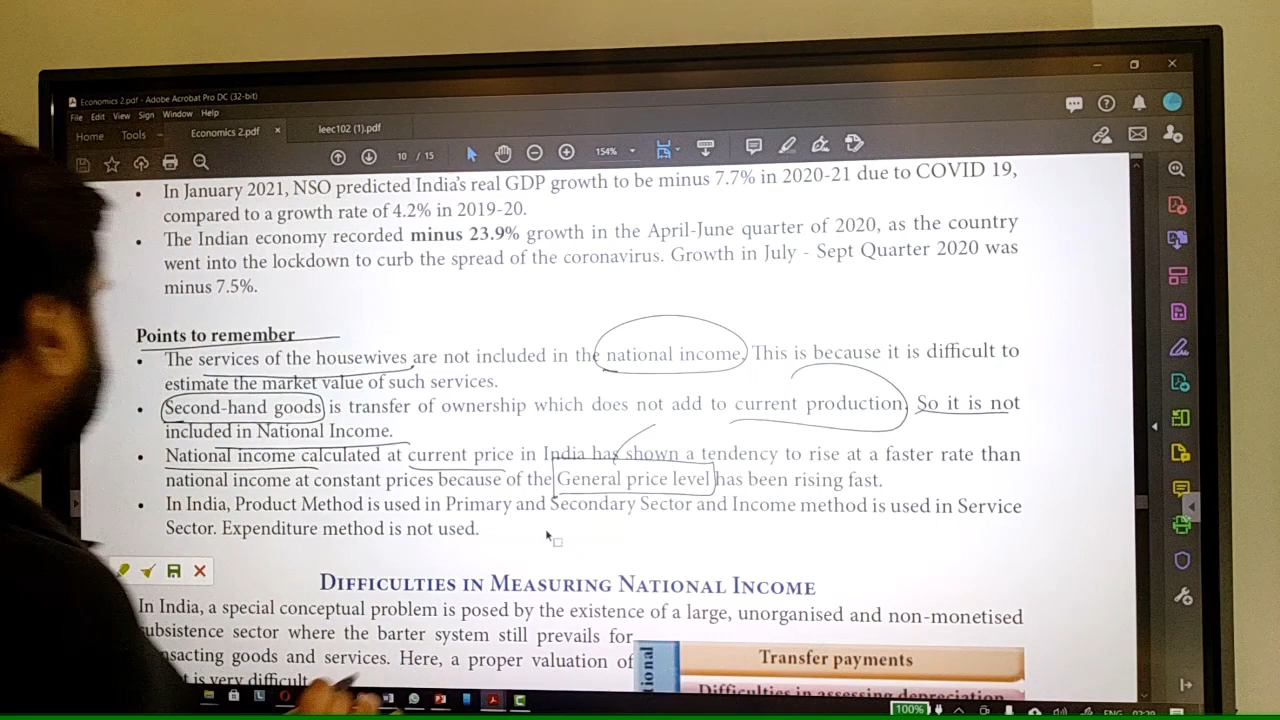 Economics 2.pdf - Adobe Acrobat Pro DC (32-bit)
File Edit View Sign Window Help
Home Tools Economics 2.pdf × leec102 (1).pdf
10 / 15 154%
• In January 2021, NSO predicted India's real GDP growth to be minus 7.7% in 2020-21 due to COVID 19,
compared to a growth rate of 4.2% in 2019-20.
• The Indian economy recorded minus 23.9% growth in the April-June quarter of 2020, as the country
went into the lockdown to curb the spread of the coronavirus. Growth in July - Sept Quarter 2020 was
minus 7.5%.
Points to remember
• The services of the housewives are not included in the national income. This is because it is difficult to
estimate the market value of such services.
• Second-hand goods is transfer of ownership which does not add to current production. So it is not
included in National Income.
• National income calculated at current price in India has shown a tendency to rise at a faster rate than
national income at constant prices because of the General price level has been rising fast.
• In India, Product Method is used in Primary and Secondary Sector and Income method is used in Service
Sector. Expenditure method is not used.
DIFFICULTIES IN MEASURING NATIONAL INCOME
In India, a special conceptual problem is posed by the existence of a large, unorganised and non-monetised
subsistence sector where the barter system still prevails for
transacting goods and services. Here, a proper valuation of
is very difficult.
Transfer payments
Difficulties in assessing depreciation
100% ENG